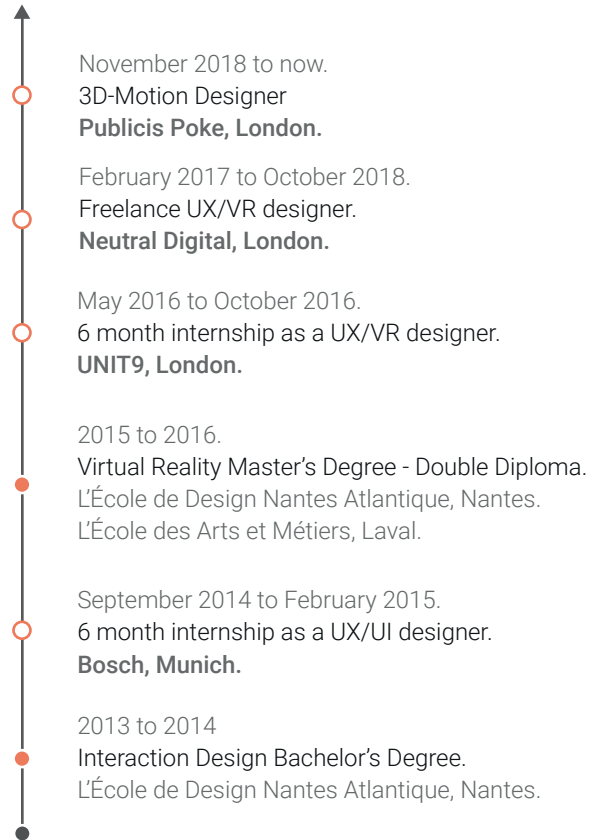 November 2018 to now.
3D-Motion Designer
Publicis Poke, London.
February 2017 to October 2018.
Freelance UX/VR designer.
Neutral Digital, London.
May 2016 to October 2016.
6 month internship as a UX/VR designer.
UNIT9, London.
2015 to 2016.
Virtual Reality Master’s Degree - Double Diploma.
L’École de Design Nantes Atlantique, Nantes.
L’École des Arts et Métiers, Laval.
September 2014 to February 2015.
6 month internship as a UX/UI designer.
Bosch, Munich.
2013 to 2014
Interaction Design Bachelor’s Degree.
L’École de Design Nantes Atlantique, Nantes.